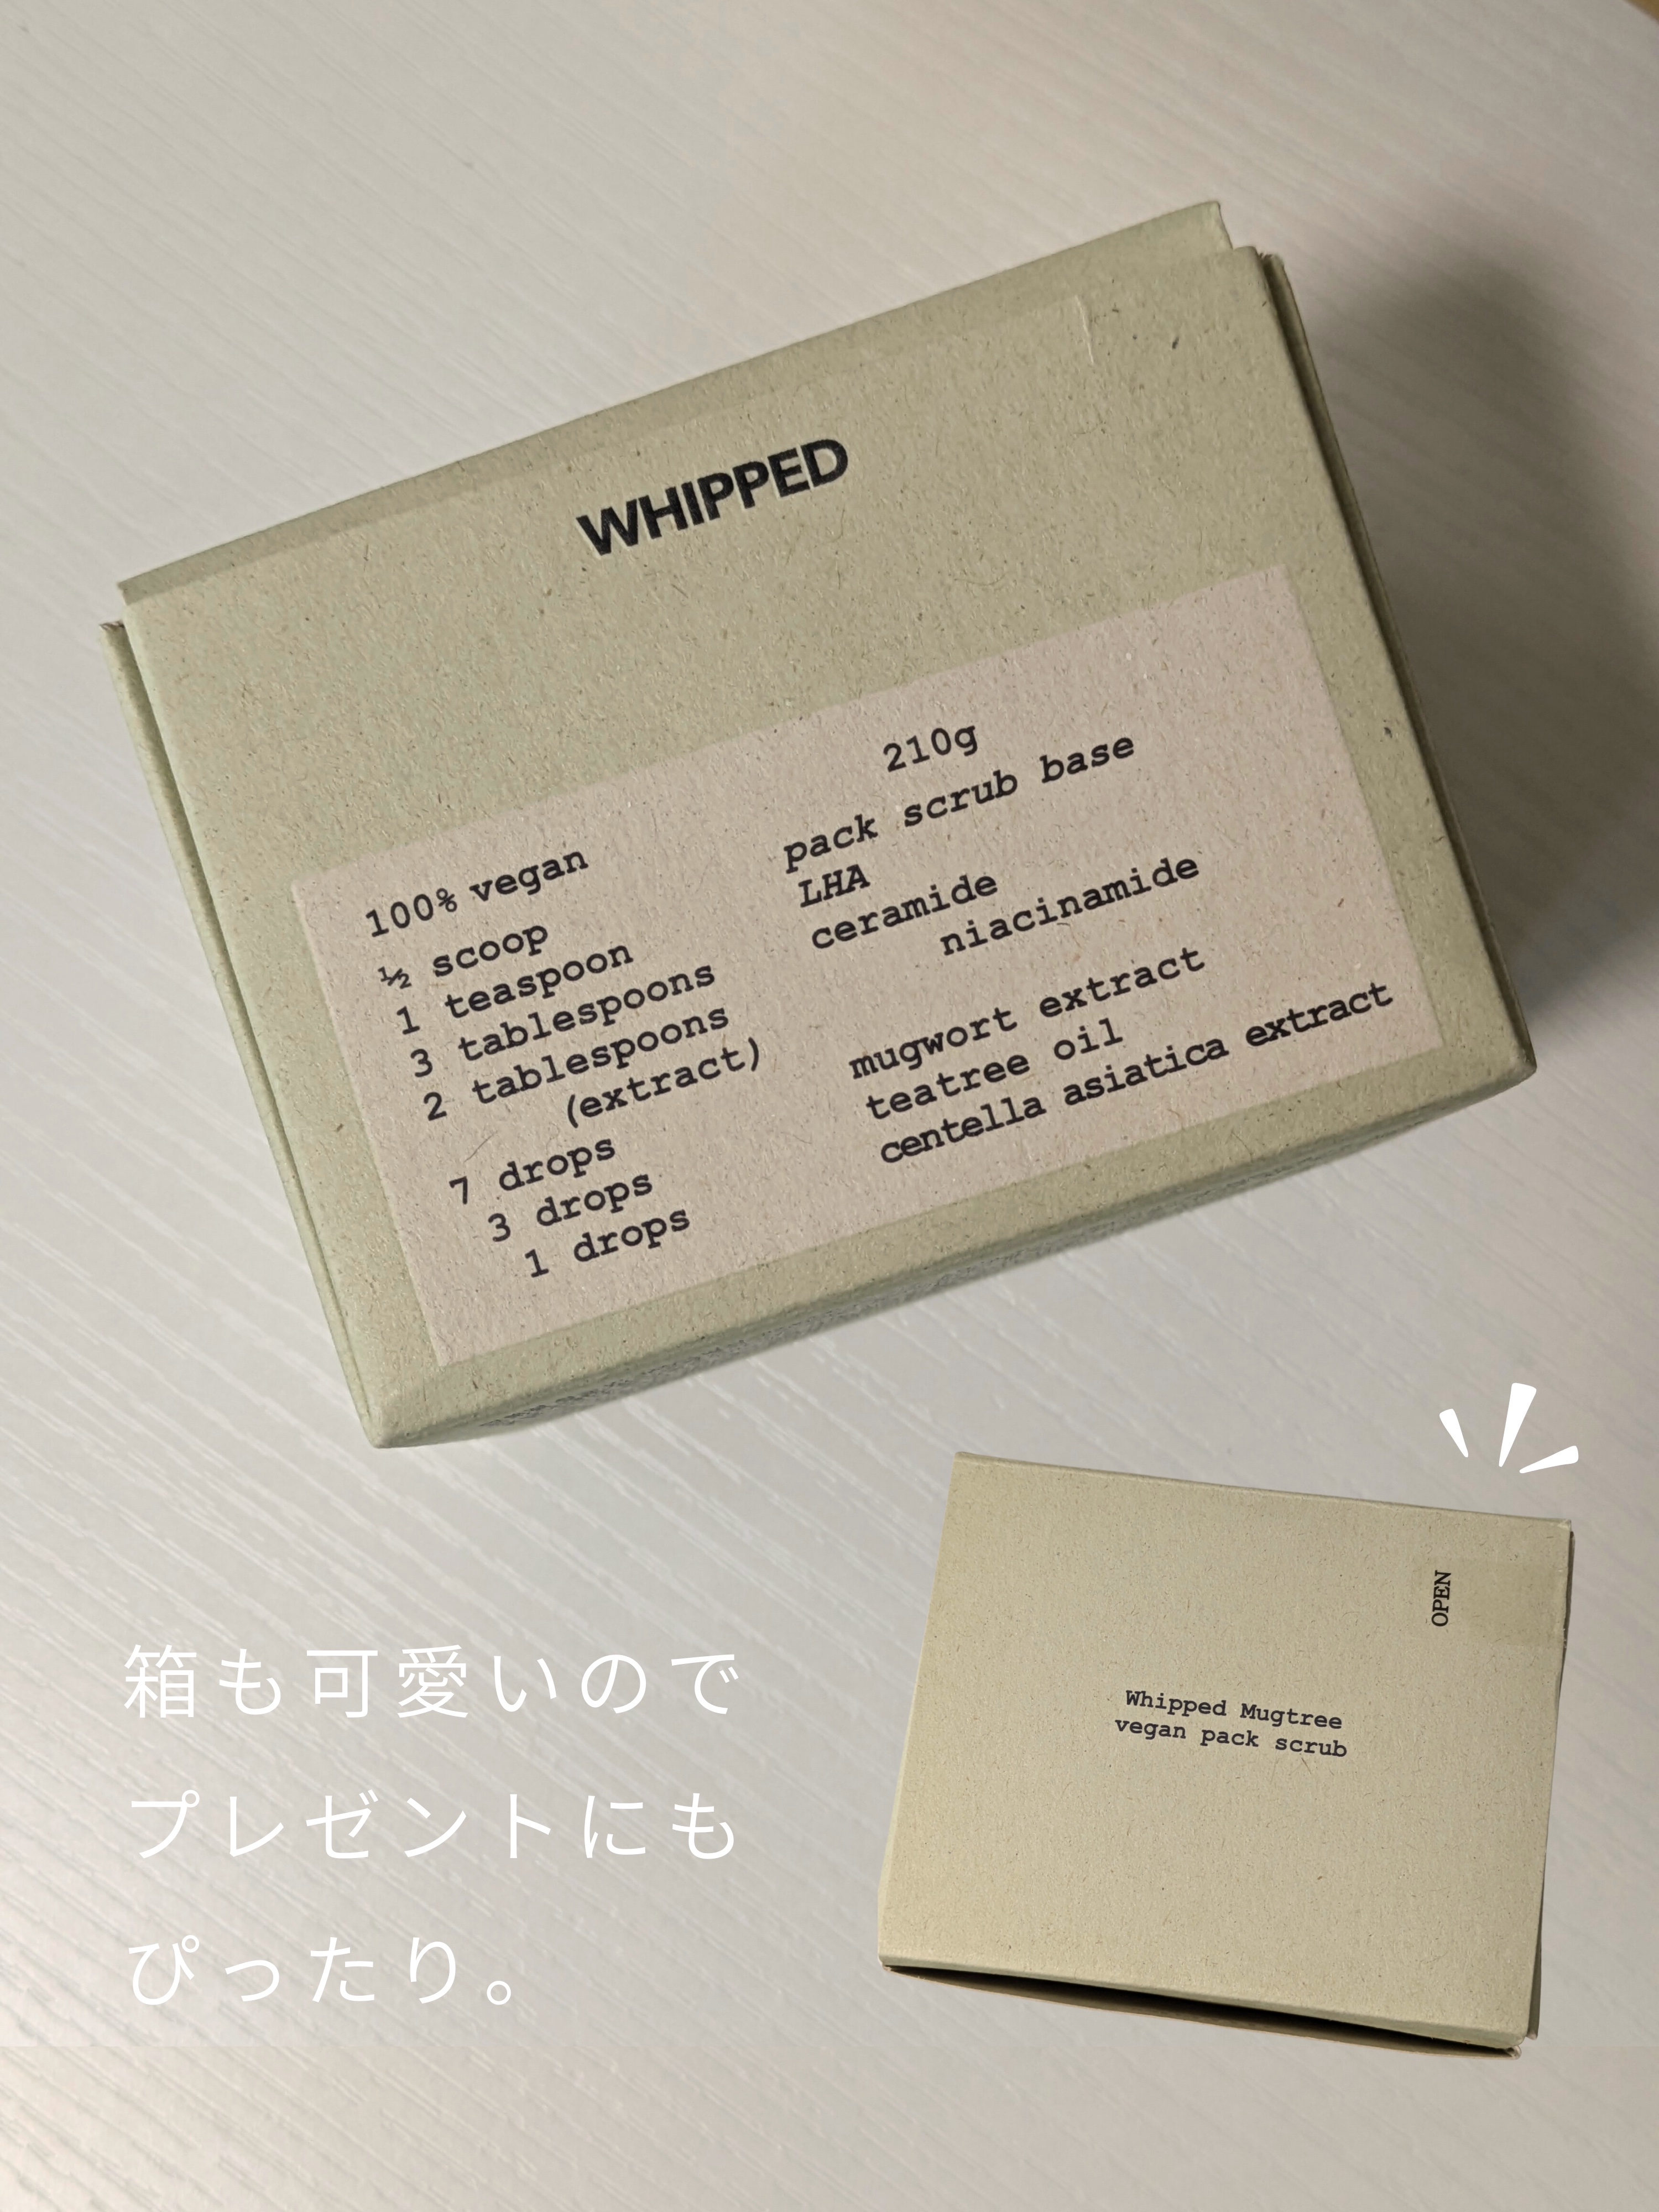 WHIPPED
100% vegan 210g
½ scoop pack scrub base
1 teaspoon LHA
3 tablespoons ceramide
2 tablespoons niacinamide
(extract)
7 drops mugwort extract
3 drops teatree oil
1 drops centella asiatica extract
OPEN
Whipped Mugtree
vegan pack scrub
箱も可愛いので
プレゼントにも
ぴったり。